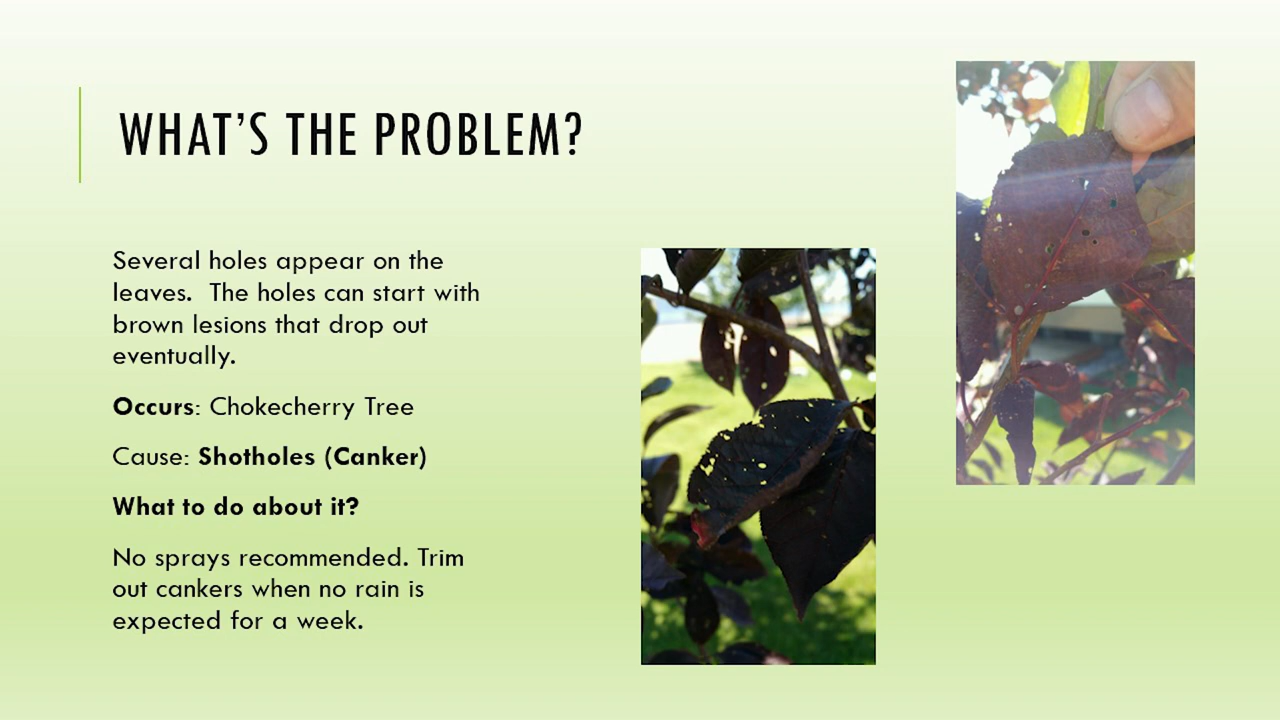 WHAT'S THE PROBLEM?
Several holes appear on the
leaves.  The holes can start with
brown lesions that drop out
eventually.
Occurs: Chokecherry Tree
Cause: Shotholes (Canker)
What to do about it?
No sprays recommended. Trim
out cankers when no rain is
expected for a week.